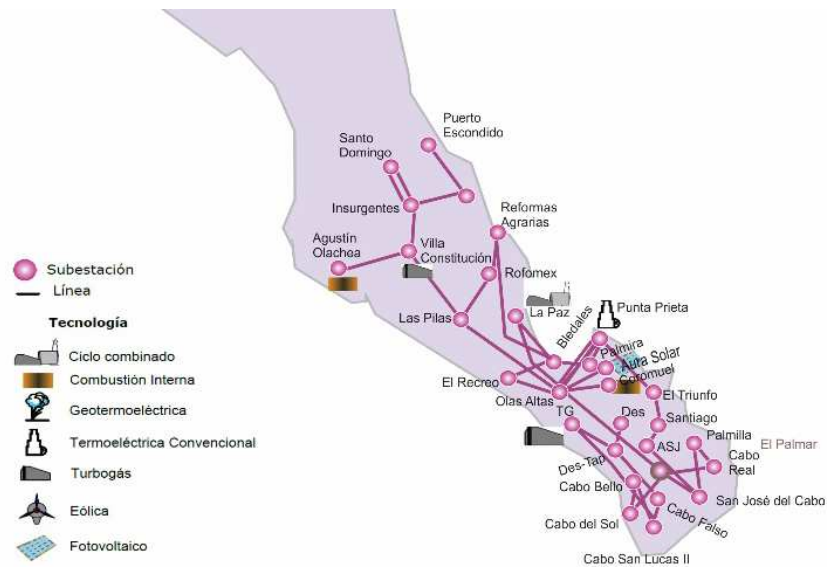 Puerto
Escondido
Santo
Domingo
Insurgentes
Reformas
Agrarias
Agustín
Olachea
Villa
Constitución
Rofomex
Las Pilas
La Paz
Punta Prieta
Bledales
Palmira
Aura Solar
Coromuel
El Recreo
Olas Altas
El Triunfo
TG
Des
Santiago
Palmilla
El Palmar
ASJ
Cabo
Real
Des-Tap
Cabo Bello
San José del Cabo
Cabo Falso
Cabo del Sol
Cabo San Lucas II
Subestación
Línea
Tecnología
Ciclo combinado
Combustión Interna
Geotermoeléctrica
Termoeléctrica Convencional
Turbogás
Eólica
Fotovoltaico